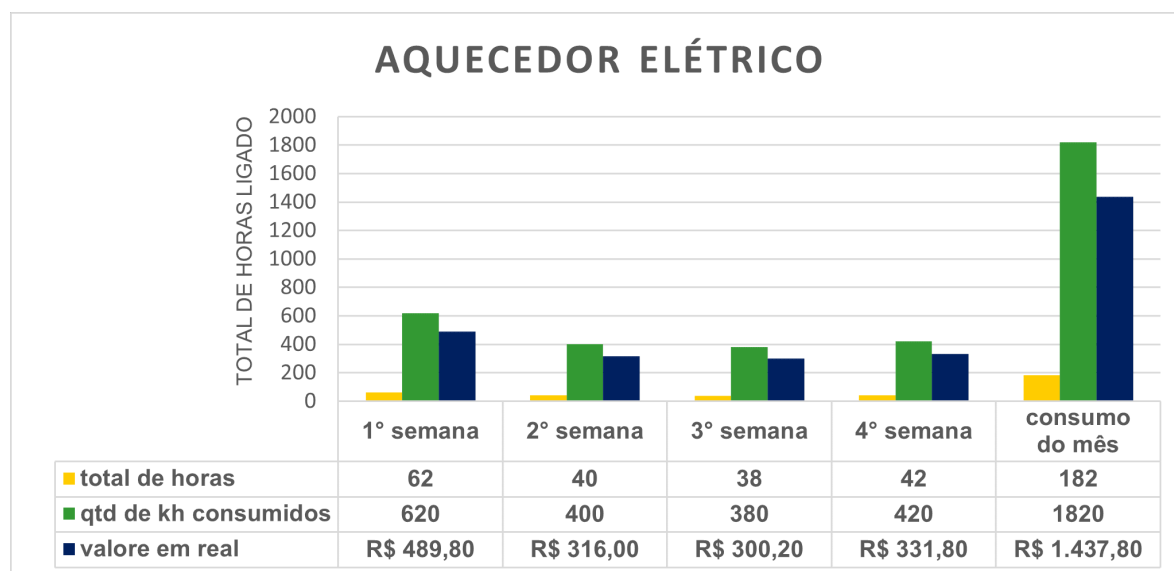 AQUECEDOR ELÉTRICO
TOTAL DE HORAS LIGADO
2000
1800
1600
1400
1200
1000
800
600
400
200
0
1° semana 2° semana 3° semana 4° semana consumo do mês
total de horas 62 40 38 42 182
qtd de kh consumidos 620 400 380 420 1820
valore em real R$ 489,80 R$ 316,00 R$ 300,20 R$ 331,80 R$ 1.437,80